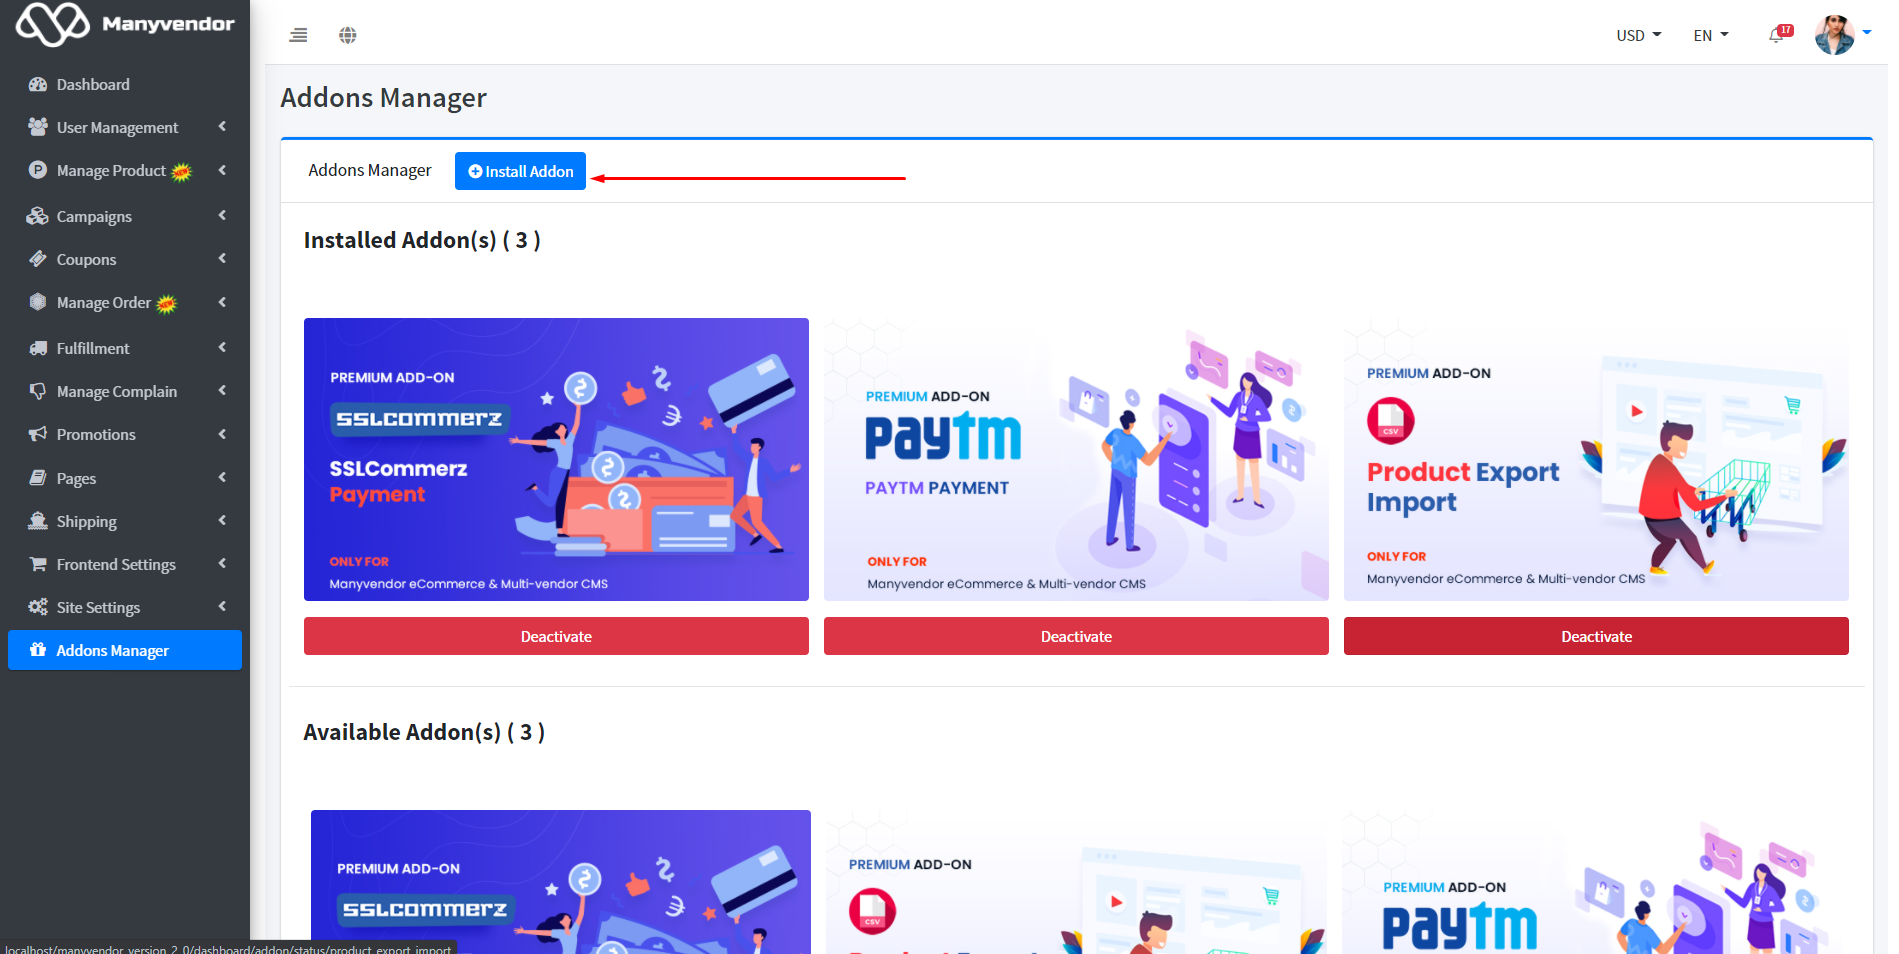 Manyvendor
USD
EN
17
Dashboard
User Management
Manage Product NEW
Campaigns
Coupons
Manage Order NEW
Fulfillment
Manage Complain
Promotions
Pages
Shipping
Frontend Settings
Site Settings
Addons Manager
Addons Manager
Addons Manager
Install Addon
Installed Addon(s) ( 3 )
PREMIUM ADD-ON
SSLCOMMERZ
SSLCommerz
Payment
ONLY FOR
Manyvendor eCommerce & Multi-vendor CMS
Deactivate
PREMIUM ADD-ON
paytm
PAYTM PAYMENT
ONLY FOR
Manyvendor eCommerce & Multi-vendor CMS
Deactivate
PREMIUM ADD-ON
CSV
Product Export
Import
ONLY FOR
Manyvendor eCommerce & Multi-vendor CMS
Deactivate
Available Addon(s) ( 3 )
PREMIUM ADD-ON
SSLCOMMERZ
PREMIUM ADD-ON
CSV
PREMIUM ADD-ON
paytm
localhost/manyvendor_version_2_0/dashboard/addon/status/product_export_import